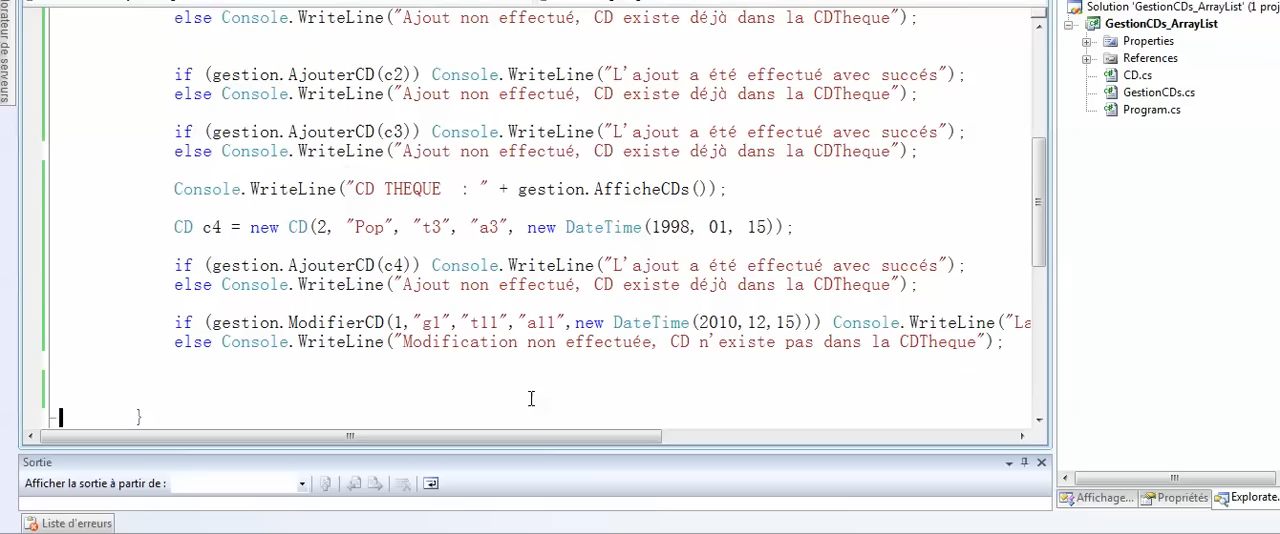 else Console.WriteLine("Ajout non effectué, CD existe déjà dans la CDTheque");
if (gestion.AjouterCD(c2)) Console.WriteLine("L'ajout a été effectué avec succés");
else Console.WriteLine("Ajout non effectué, CD existe déjà dans la CDTheque");
if (gestion.AjouterCD(c3)) Console.WriteLine("L'ajout a été effectué avec succés");
else Console.WriteLine("Ajout non effectué, CD existe déjà dans la CDTheque");
Console.WriteLine("CD THEQUE  : " + gestion.AfficheCDs());
CD c4 = new CD(2, "Pop", "t3", "a3", new DateTime(1998, 01, 15));
if (gestion.AjouterCD(c4)) Console.WriteLine("L'ajout a été effectué avec succés");
else Console.WriteLine("Ajout non effectué, CD existe déjà dans la CDTheque");
if (gestion.ModifierCD(1,"g1","t11","a11",new DateTime(2010,12,15))) Console.WriteLine("La
else Console.WriteLine("Modification non effectuée, CD n'existe pas dans la CDTheque");
}
Sortie
Afficher la sortie à partir de :
Liste d'erreurs
Solution 'GestionCDs_ArrayList' (1 proj
GestionCDs_ArrayList
Properties
References
CD.cs
GestionCDs.cs
Program.cs
Affichage...
Propriétés
Explorate.
de serveurs